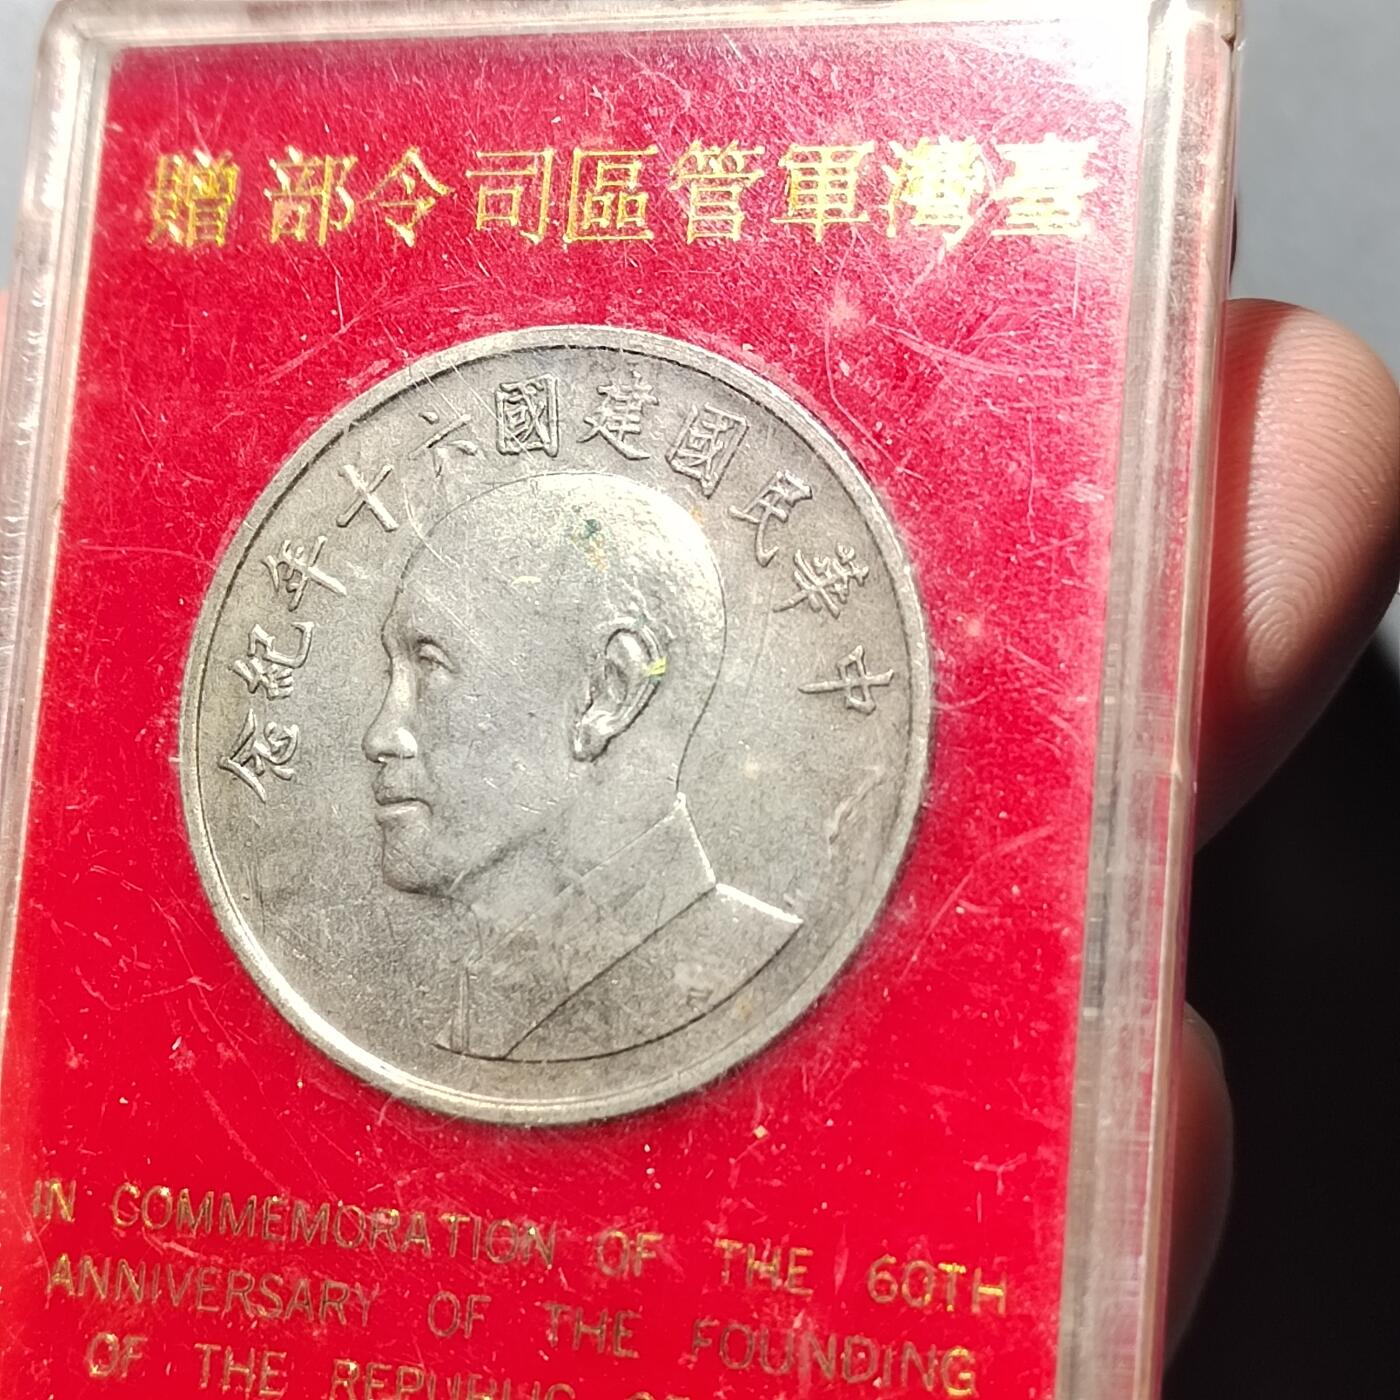 臺灣軍管區司令部 贈
中華民國建國六十年紀念
IN COMMEMORATION OF THE 60TH
ANNIVERSARY OF THE FOUNDING
OF THE REPUBLIC OF